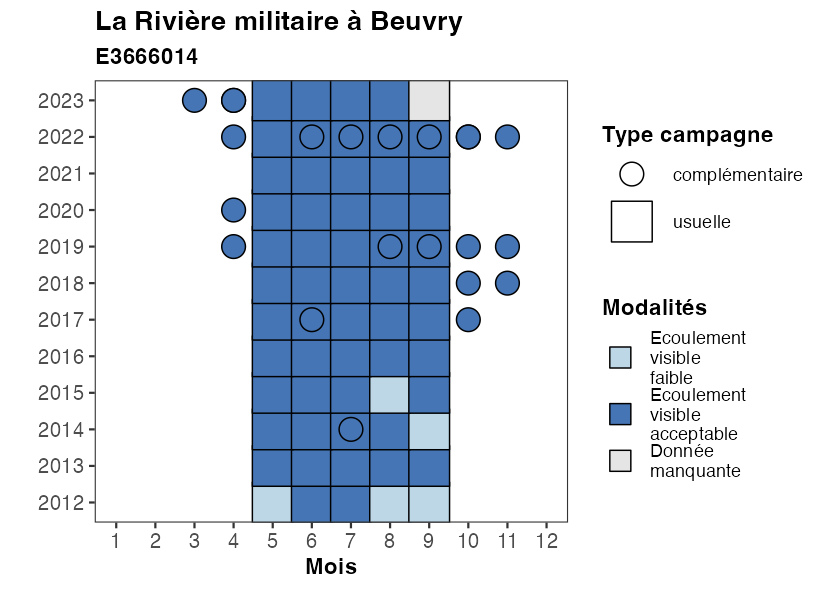 La Rivière militaire à Beuvry
E3666014
2023
2022
2021
2020
2019
2018
2017
2016
2015
2014
2013
2012
1 2 3 4 5 6 7 8 9 10 11 12
Mois
Type campagne
complémentaire
usuelle
Modalités
Ecoulement
visible
faible
Ecoulement
visible
acceptable
Donnée
manquante